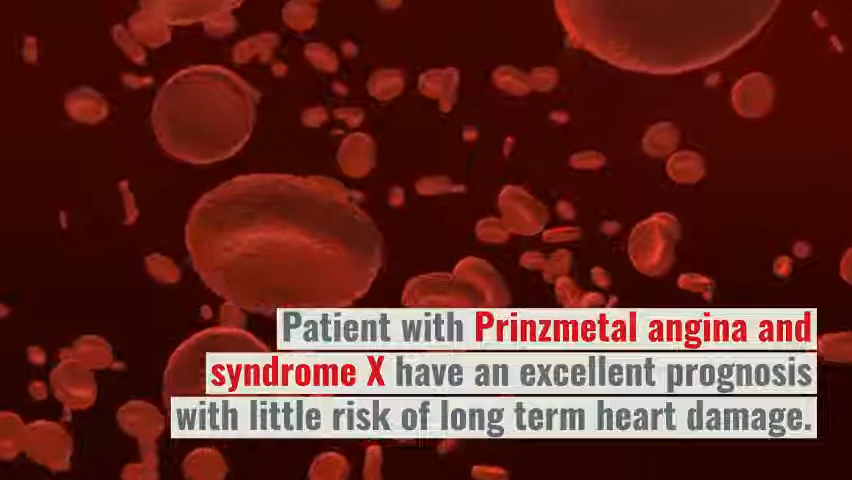 Patient with Prinzmetal angina and
syndrome X have an excellent prognosis
with little risk of long term heart damage.